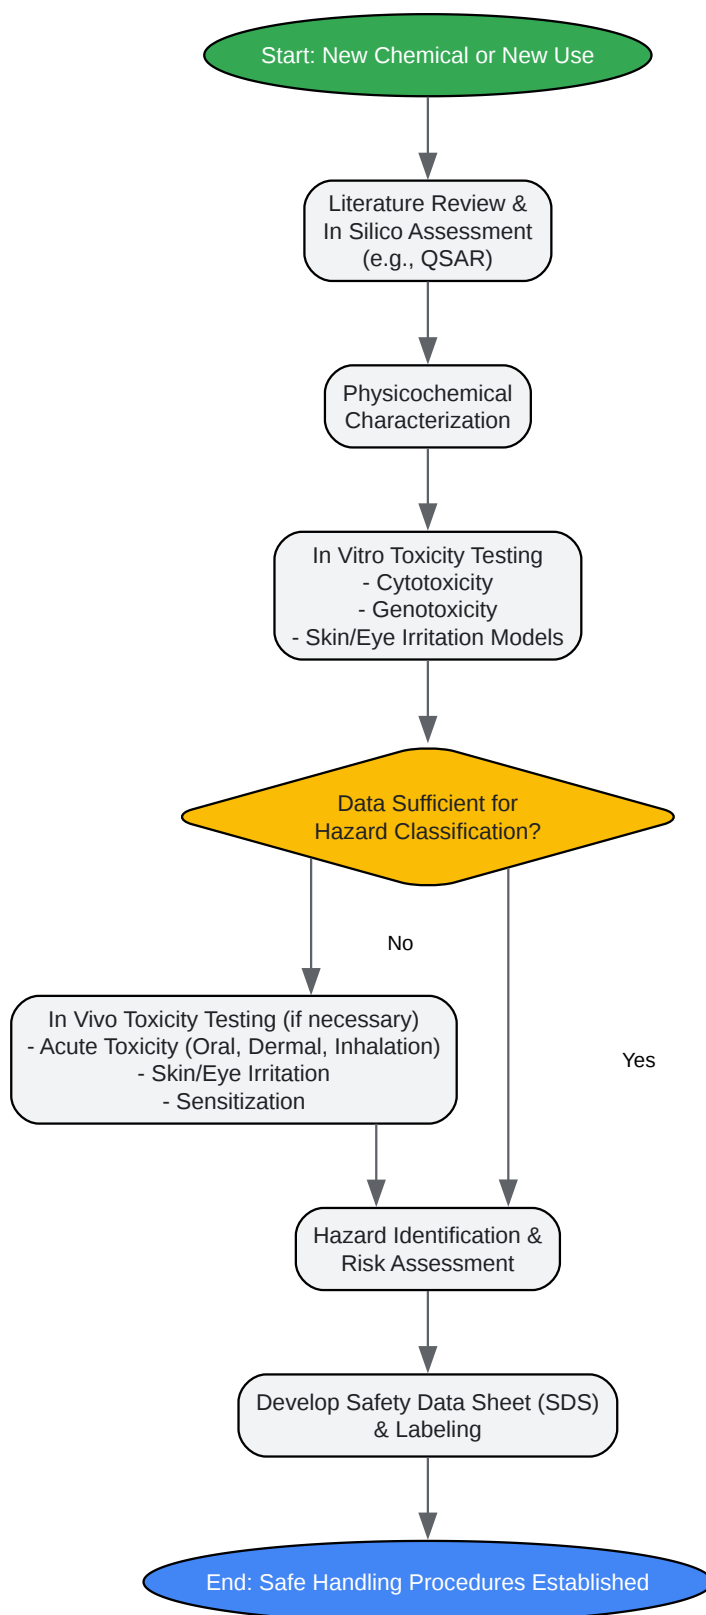 Start: New Chemical or New Use
Literature Review &
In Silico Assessment
(e.g., QSAR)
Physicochemical
Characterization
In Vitro Toxicity Testing
- Cytotoxicity
- Genotoxicity
- Skin/Eye Irritation Models
Data Sufficient for
Hazard Classification?
No
In Vivo Toxicity Testing (if necessary)
- Acute Toxicity (Oral, Dermal, Inhalation)
- Skin/Eye Irritation
- Sensitization
Yes
Hazard Identification &
Risk Assessment
Develop Safety Data Sheet (SDS)
& Labeling
End: Safe Handling Procedures Established